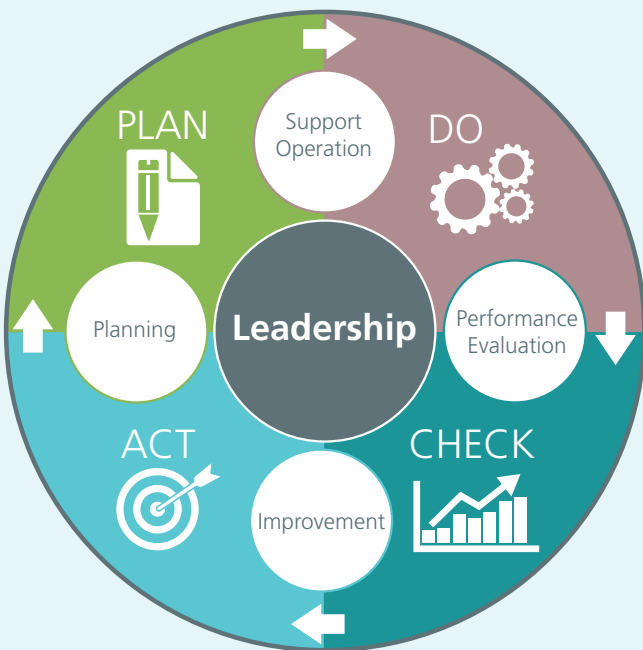 PLAN
Support
Operation
DO
Planning
Leadership
Performance
Evaluation
ACT
CHECK
Improvement